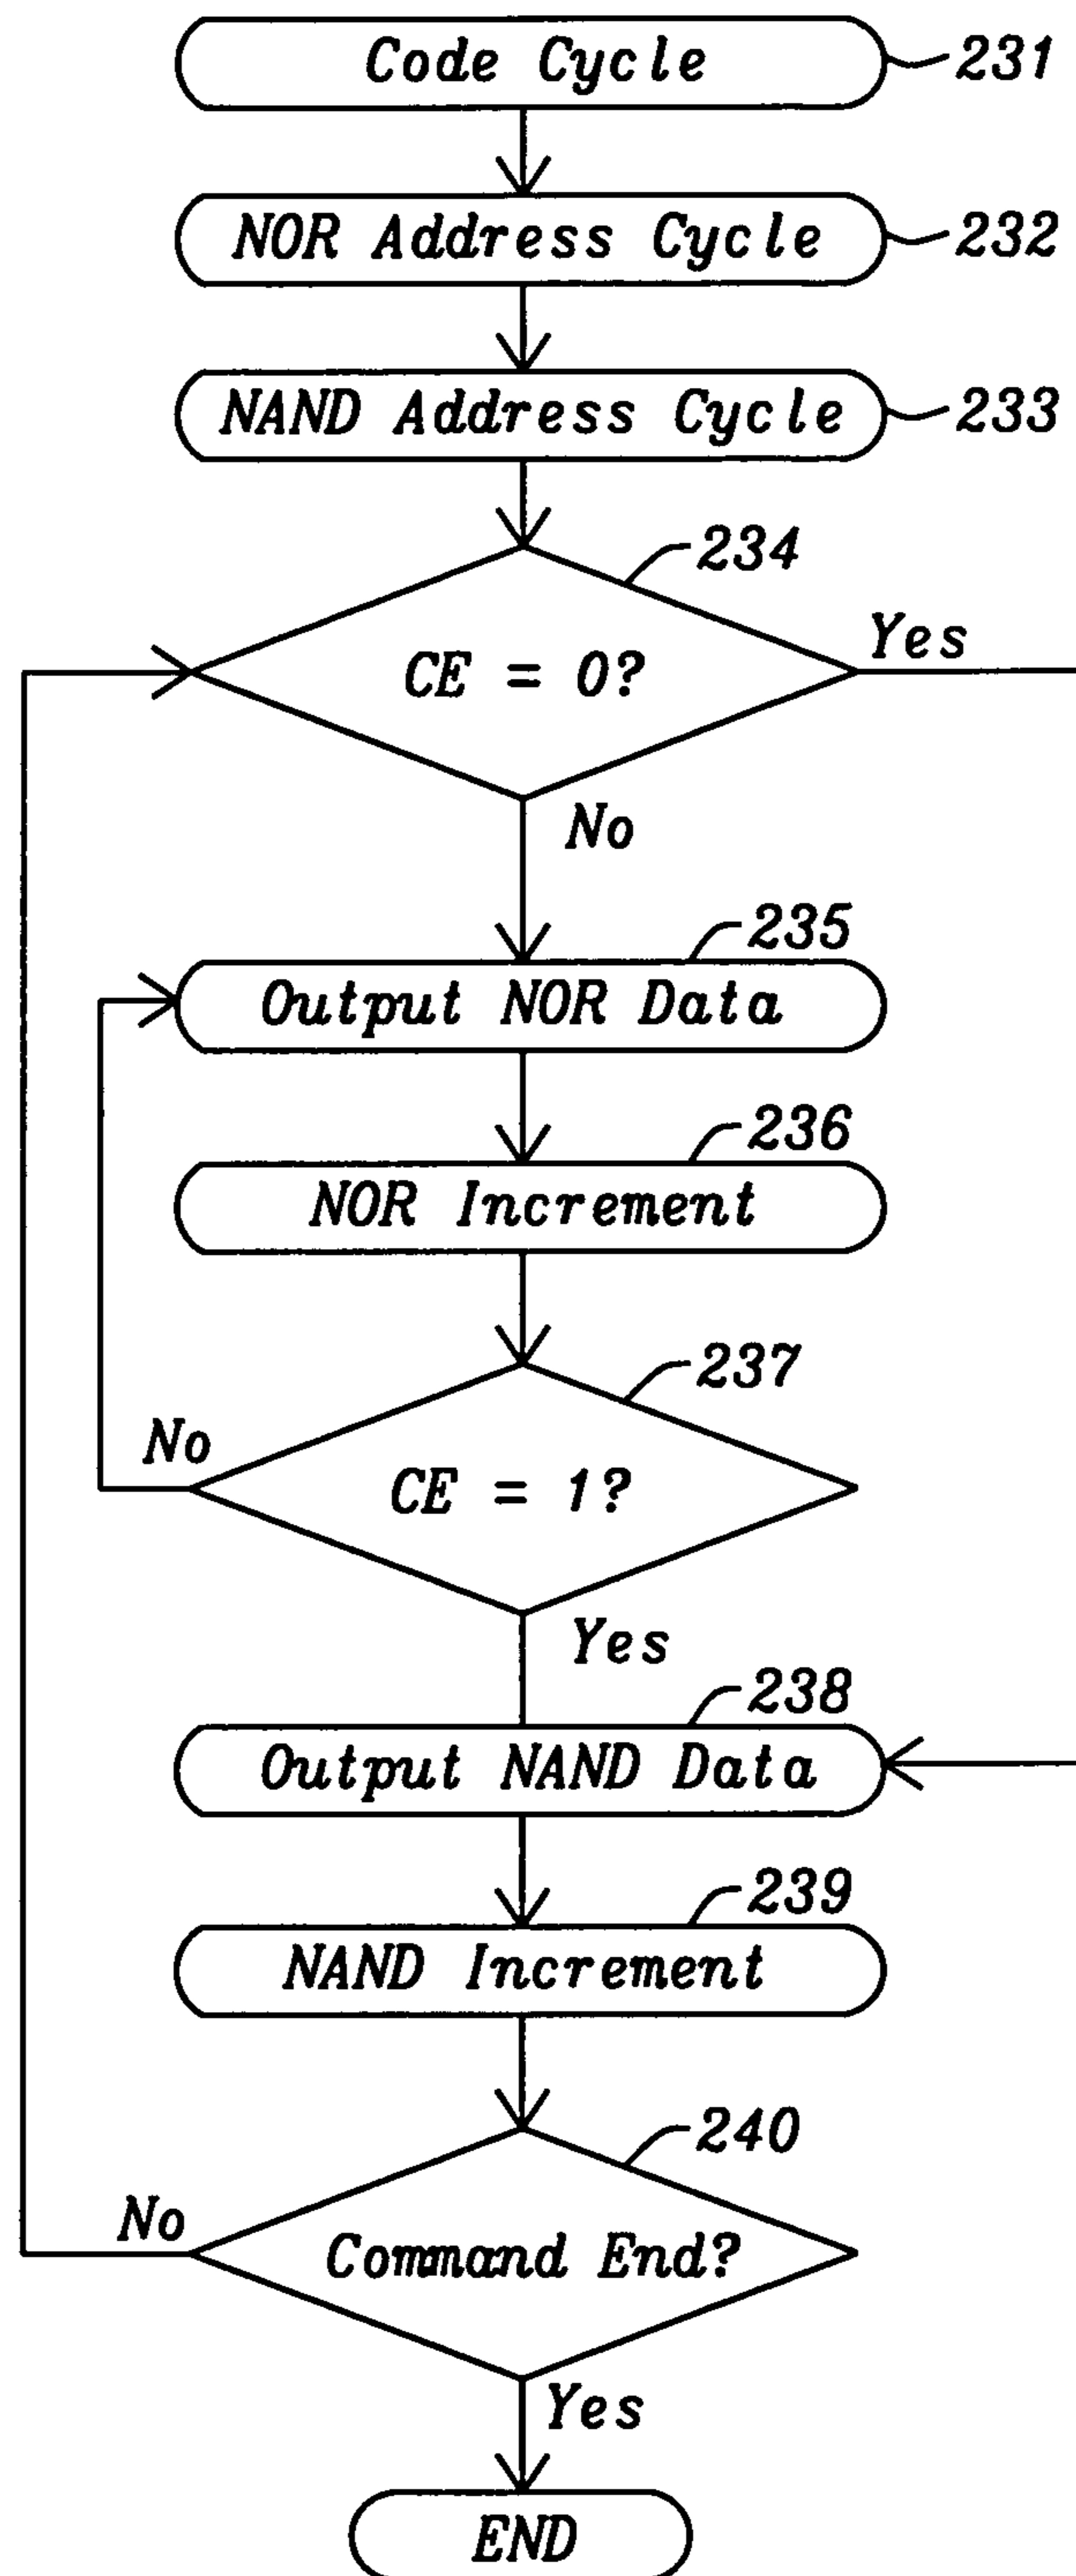 Code Cycle 231
NOR Address Cycle 232
NAND Address Cycle 233
234
CE = 0? Yes
No
235
Output NOR Data
236
NOR Increment
237
No
CE = 1?
Yes
238
Output NAND Data
239
NAND Increment
240
No
Command End?
Yes
END